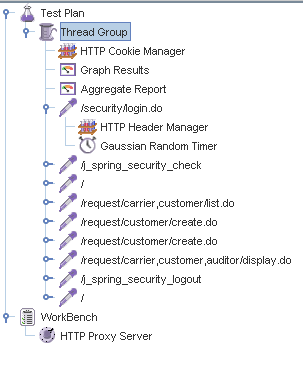 Test Plan
Thread Group
HTTP Cookie Manager
Graph Results
Aggregate Report
/security/login.do
HTTP Header Manager
Gaussian Random Timer
/j_spring_security_check
/
/request/carrier,customer/list.do
/request/customer/create.do
/request/customer/create.do
/request/carrier,customer,auditor/display.do
/j_spring_security_logout
/
WorkBench
HTTP Proxy Server